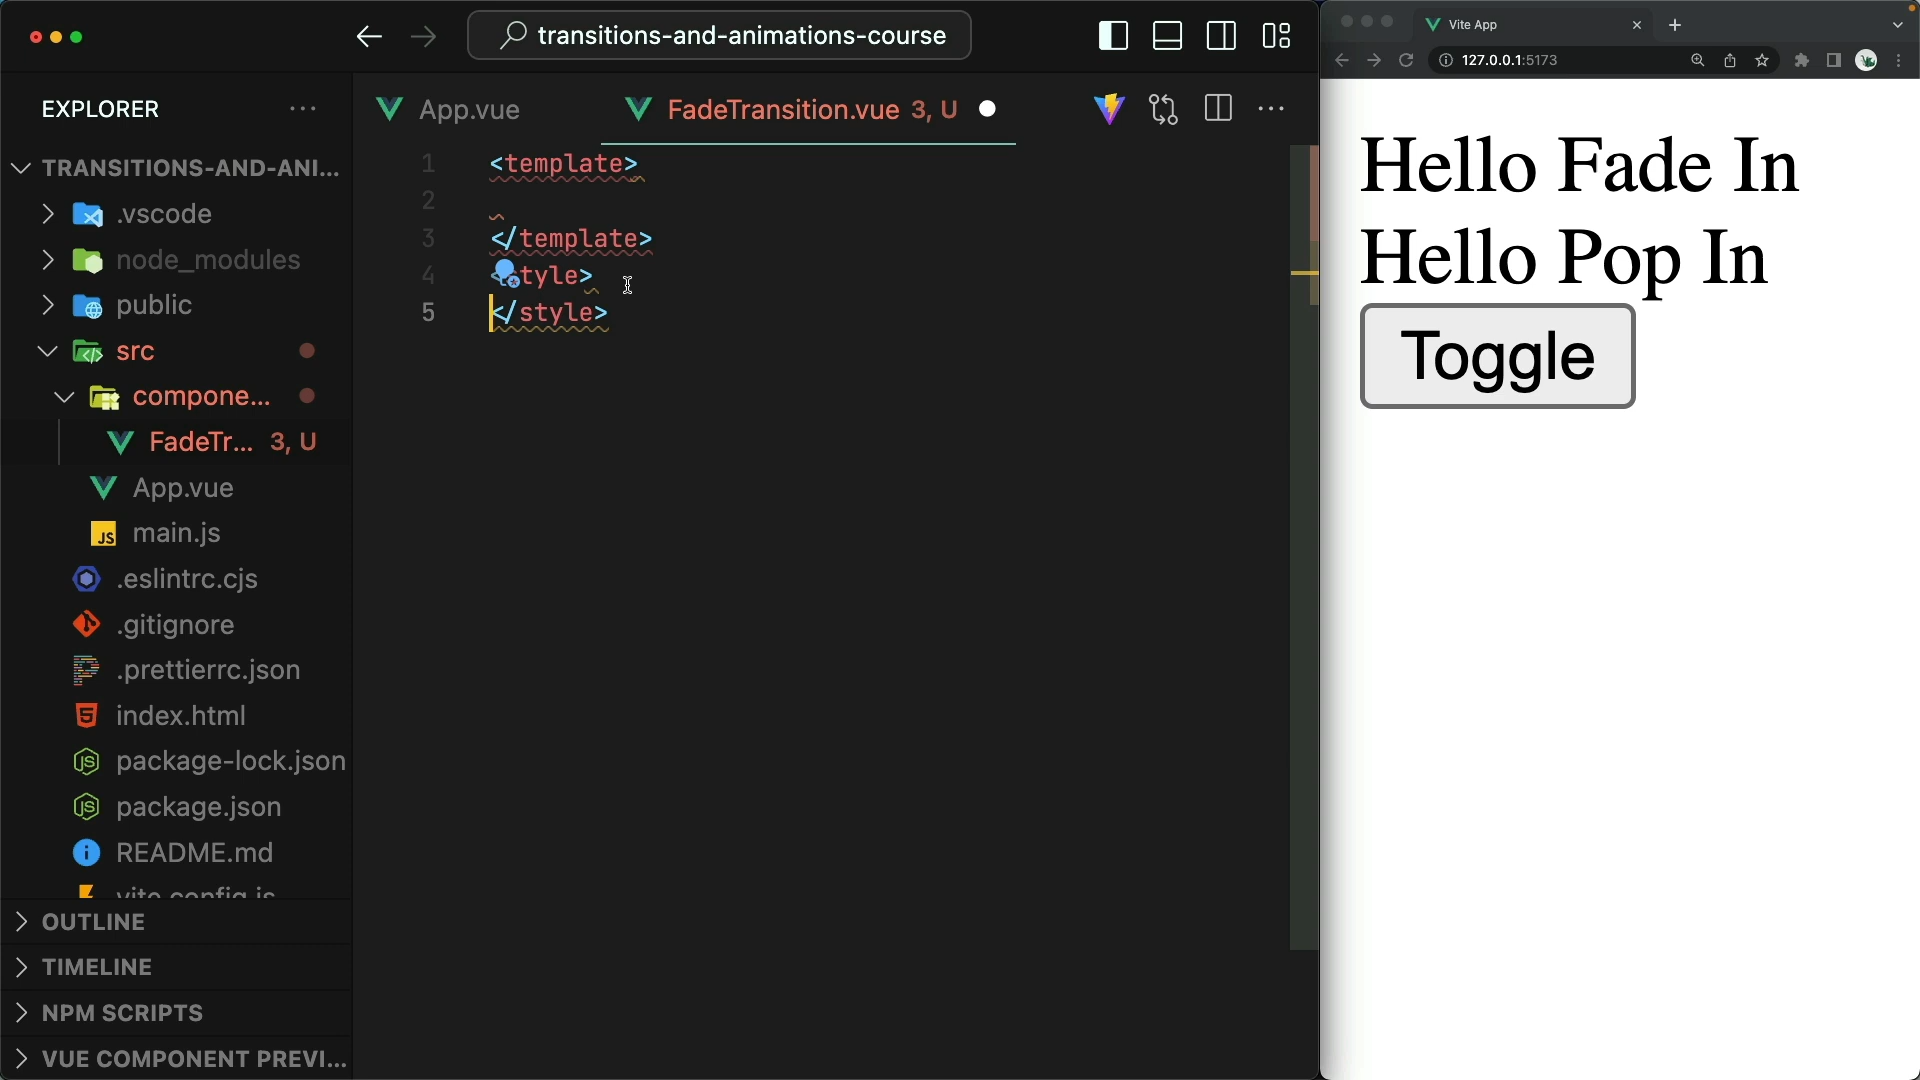 transitions-and-animations-course
EXPLORER
TRANSITIONS-AND-ANI...
.vscode
node_modules
public
src
compone...
FadeTr... 3, U
App.vue
main.js
.eslintrc.cjs
.gitignore
.prettierrc.json
index.html
package-lock.json
package.json
README.md
vite.config.js
OUTLINE
TIMELINE
NPM SCRIPTS
VUE COMPONENT PREVI...
App.vue
FadeTransition.vue 3, U
1 <template>
2
3 </template>
4 <style>
5 </style>
Vite App
127.0.0.1:5173
Hello Fade In
Hello Pop In
Toggle